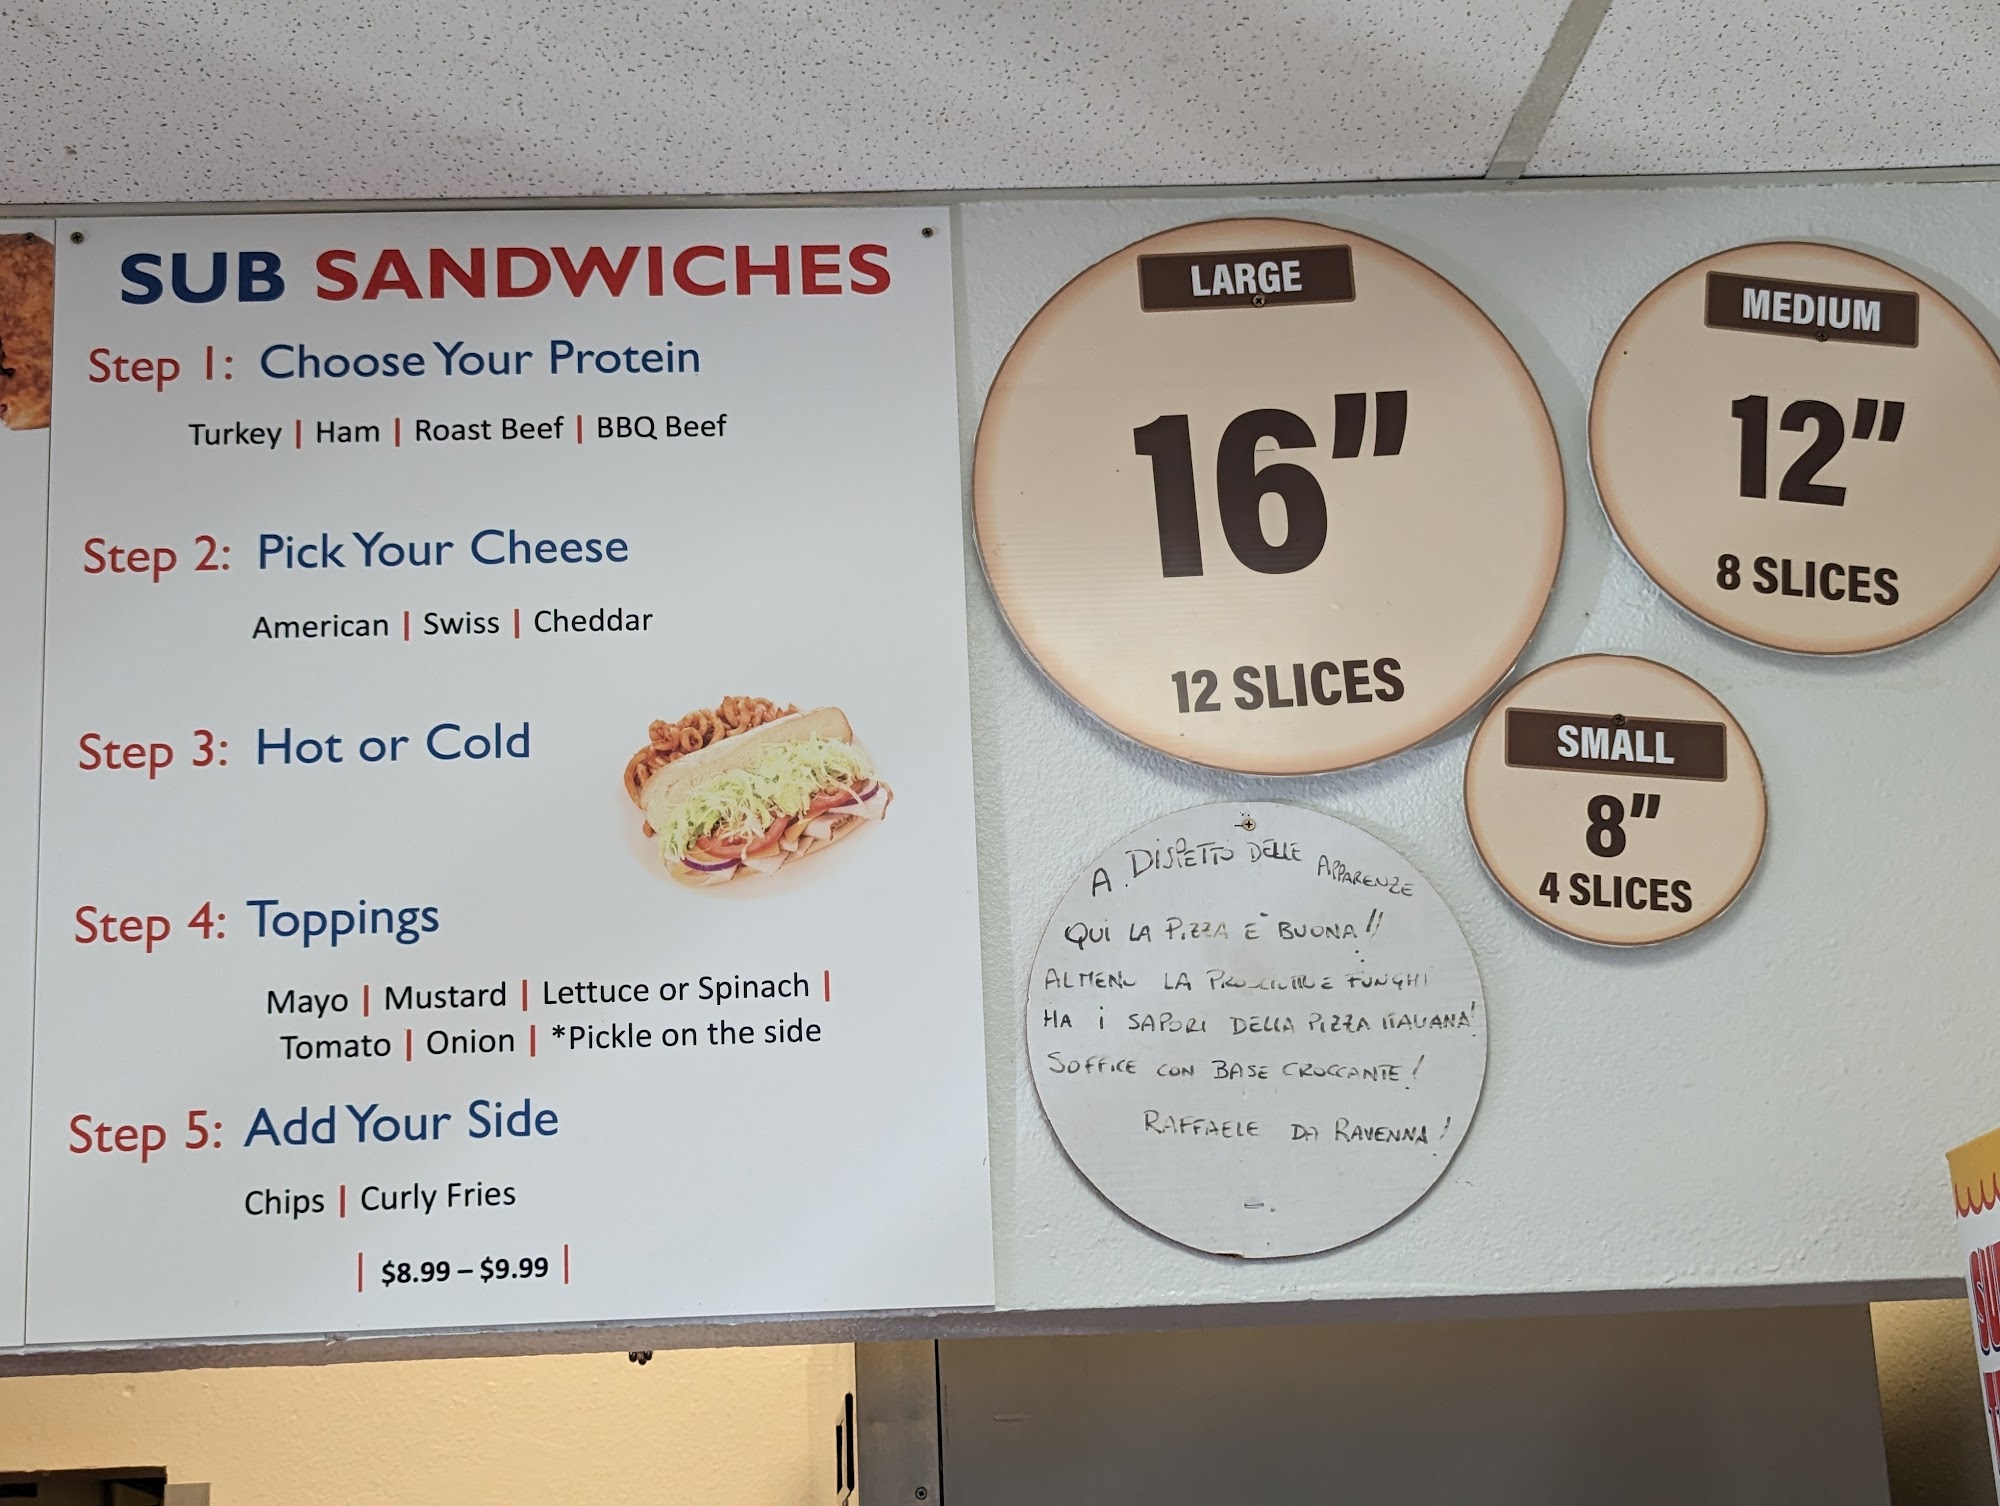 SUB SANDWICHES
Step 1: Choose Your Protein
Turkey | Ham | Roast Beef | BBQ Beef
Step 2: Pick Your Cheese
American | Swiss | Cheddar
Step 3: Hot or Cold
Step 4: Toppings
Mayo | Mustard | Lettuce or Spinach |
Tomato | Onion | *Pickle on the side
Step 5: Add Your Side
Chips | Curly Fries
| $8.99 – $9.99 |
LARGE
16”
12 SLICES
MEDIUM
12”
8 SLICES
SMALL
8”
4 SLICES
A DISPETTO DELLE APPARENZE
QUI LA PIZZA E' BUONA!!
ALMENO LA E FUNGHI
HA I SAPORI DELLA PIZZA ITALIANA!
SOFFICE CON BASE CROCCANTE!
RAFFAELE DA RAVENNA!